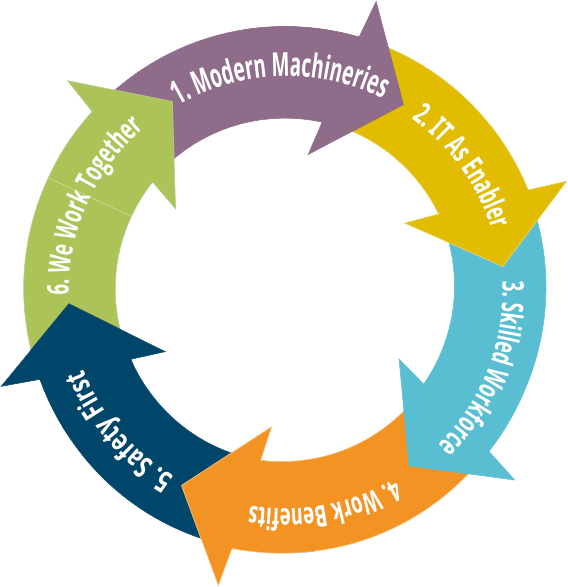 1. Modern Machineries
2. IT As Enabler
3. Skilled Workforce
4. Work Benefits
5. Safety First
6. We Work Together